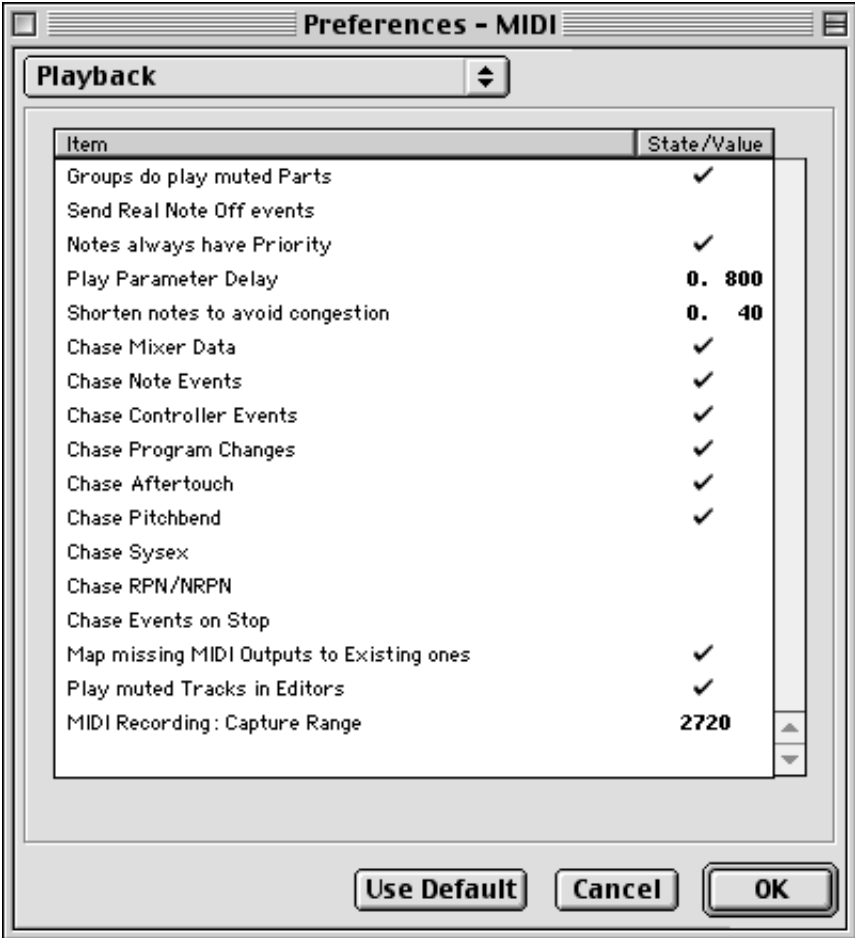 Preferences - MIDI
Playback
Item State/Value
Groups do play muted Parts ✓
Send Real Note Off events
Notes always have Priority ✓
Play Parameter Delay 0. 800
Shorten notes to avoid congestion 0. 40
Chase Mixer Data ✓
Chase Note Events ✓
Chase Controller Events ✓
Chase Program Changes ✓
Chase Aftertouch ✓
Chase Pitchbend ✓
Chase Sysex
Chase RPN/NRPN
Chase Events on Stop
Map missing MIDI Outputs to Existing ones ✓
Play muted Tracks in Editors ✓
MIDI Recording: Capture Range 2720
Use Default Cancel OK